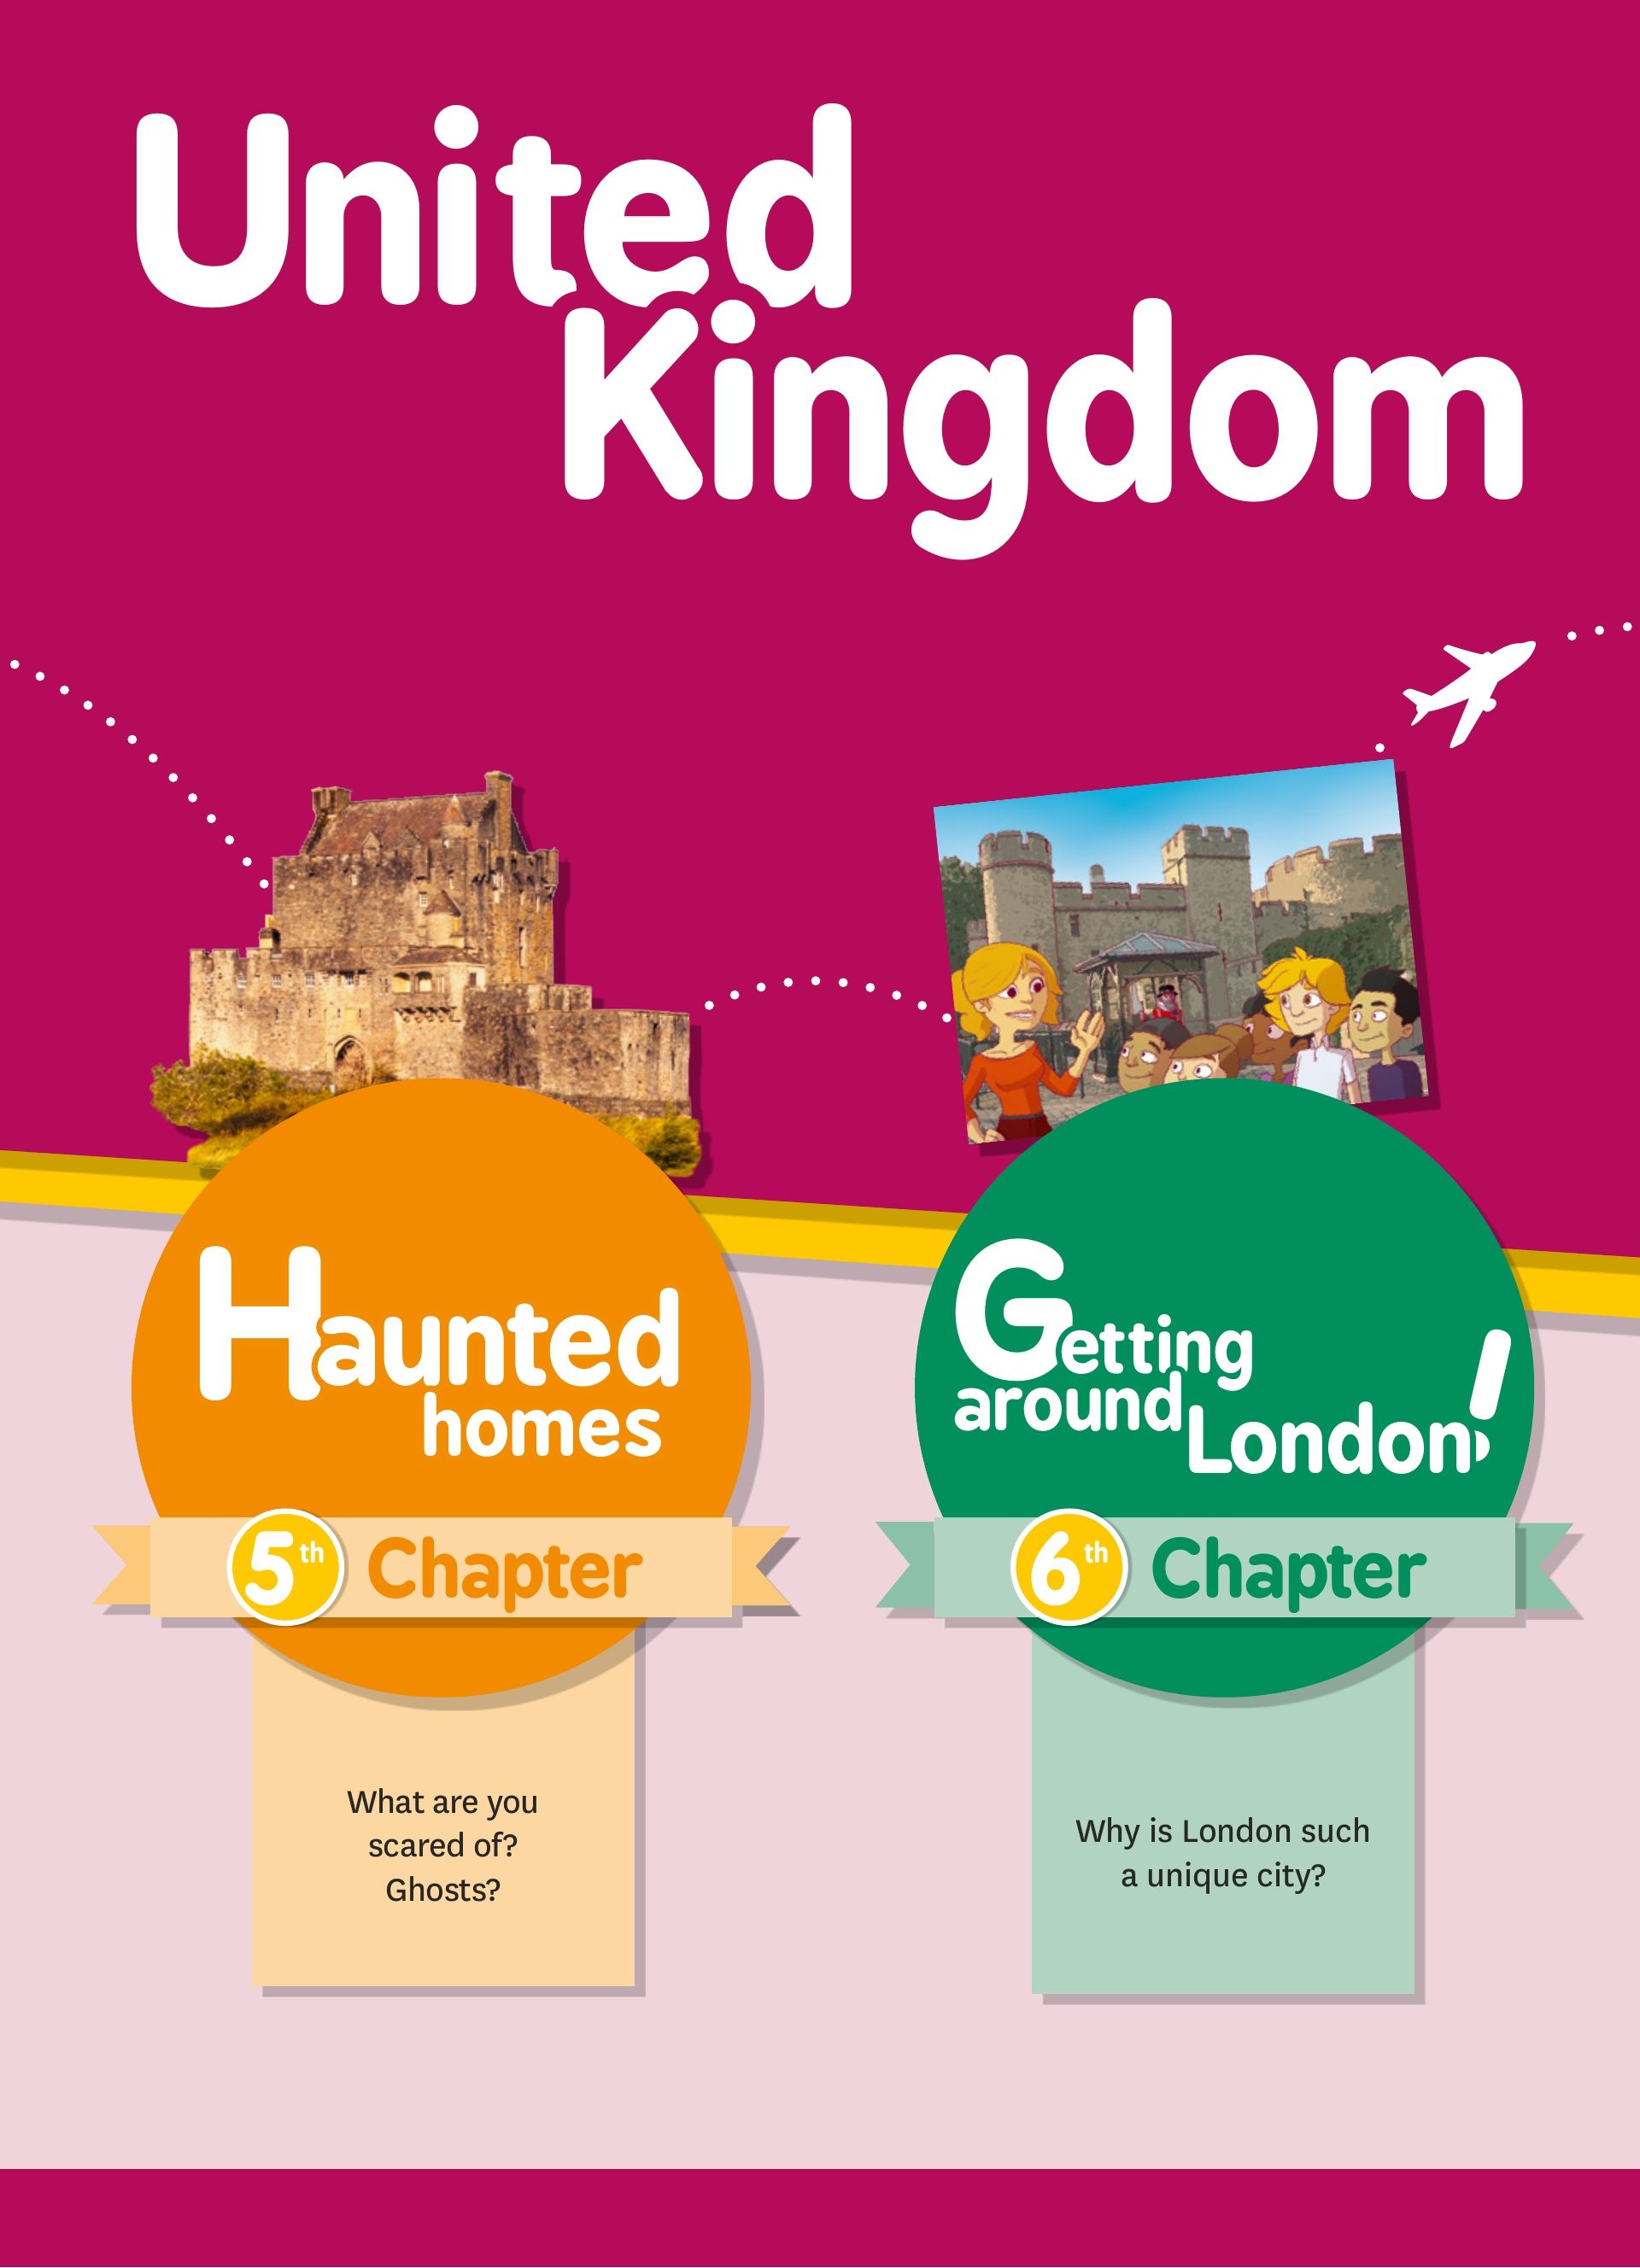 United
Kingdom
Haunted
homes
5th Chapter
What are you
scared of?
Ghosts?
Getting
around
London!
6th Chapter
Why is London such
a unique city?